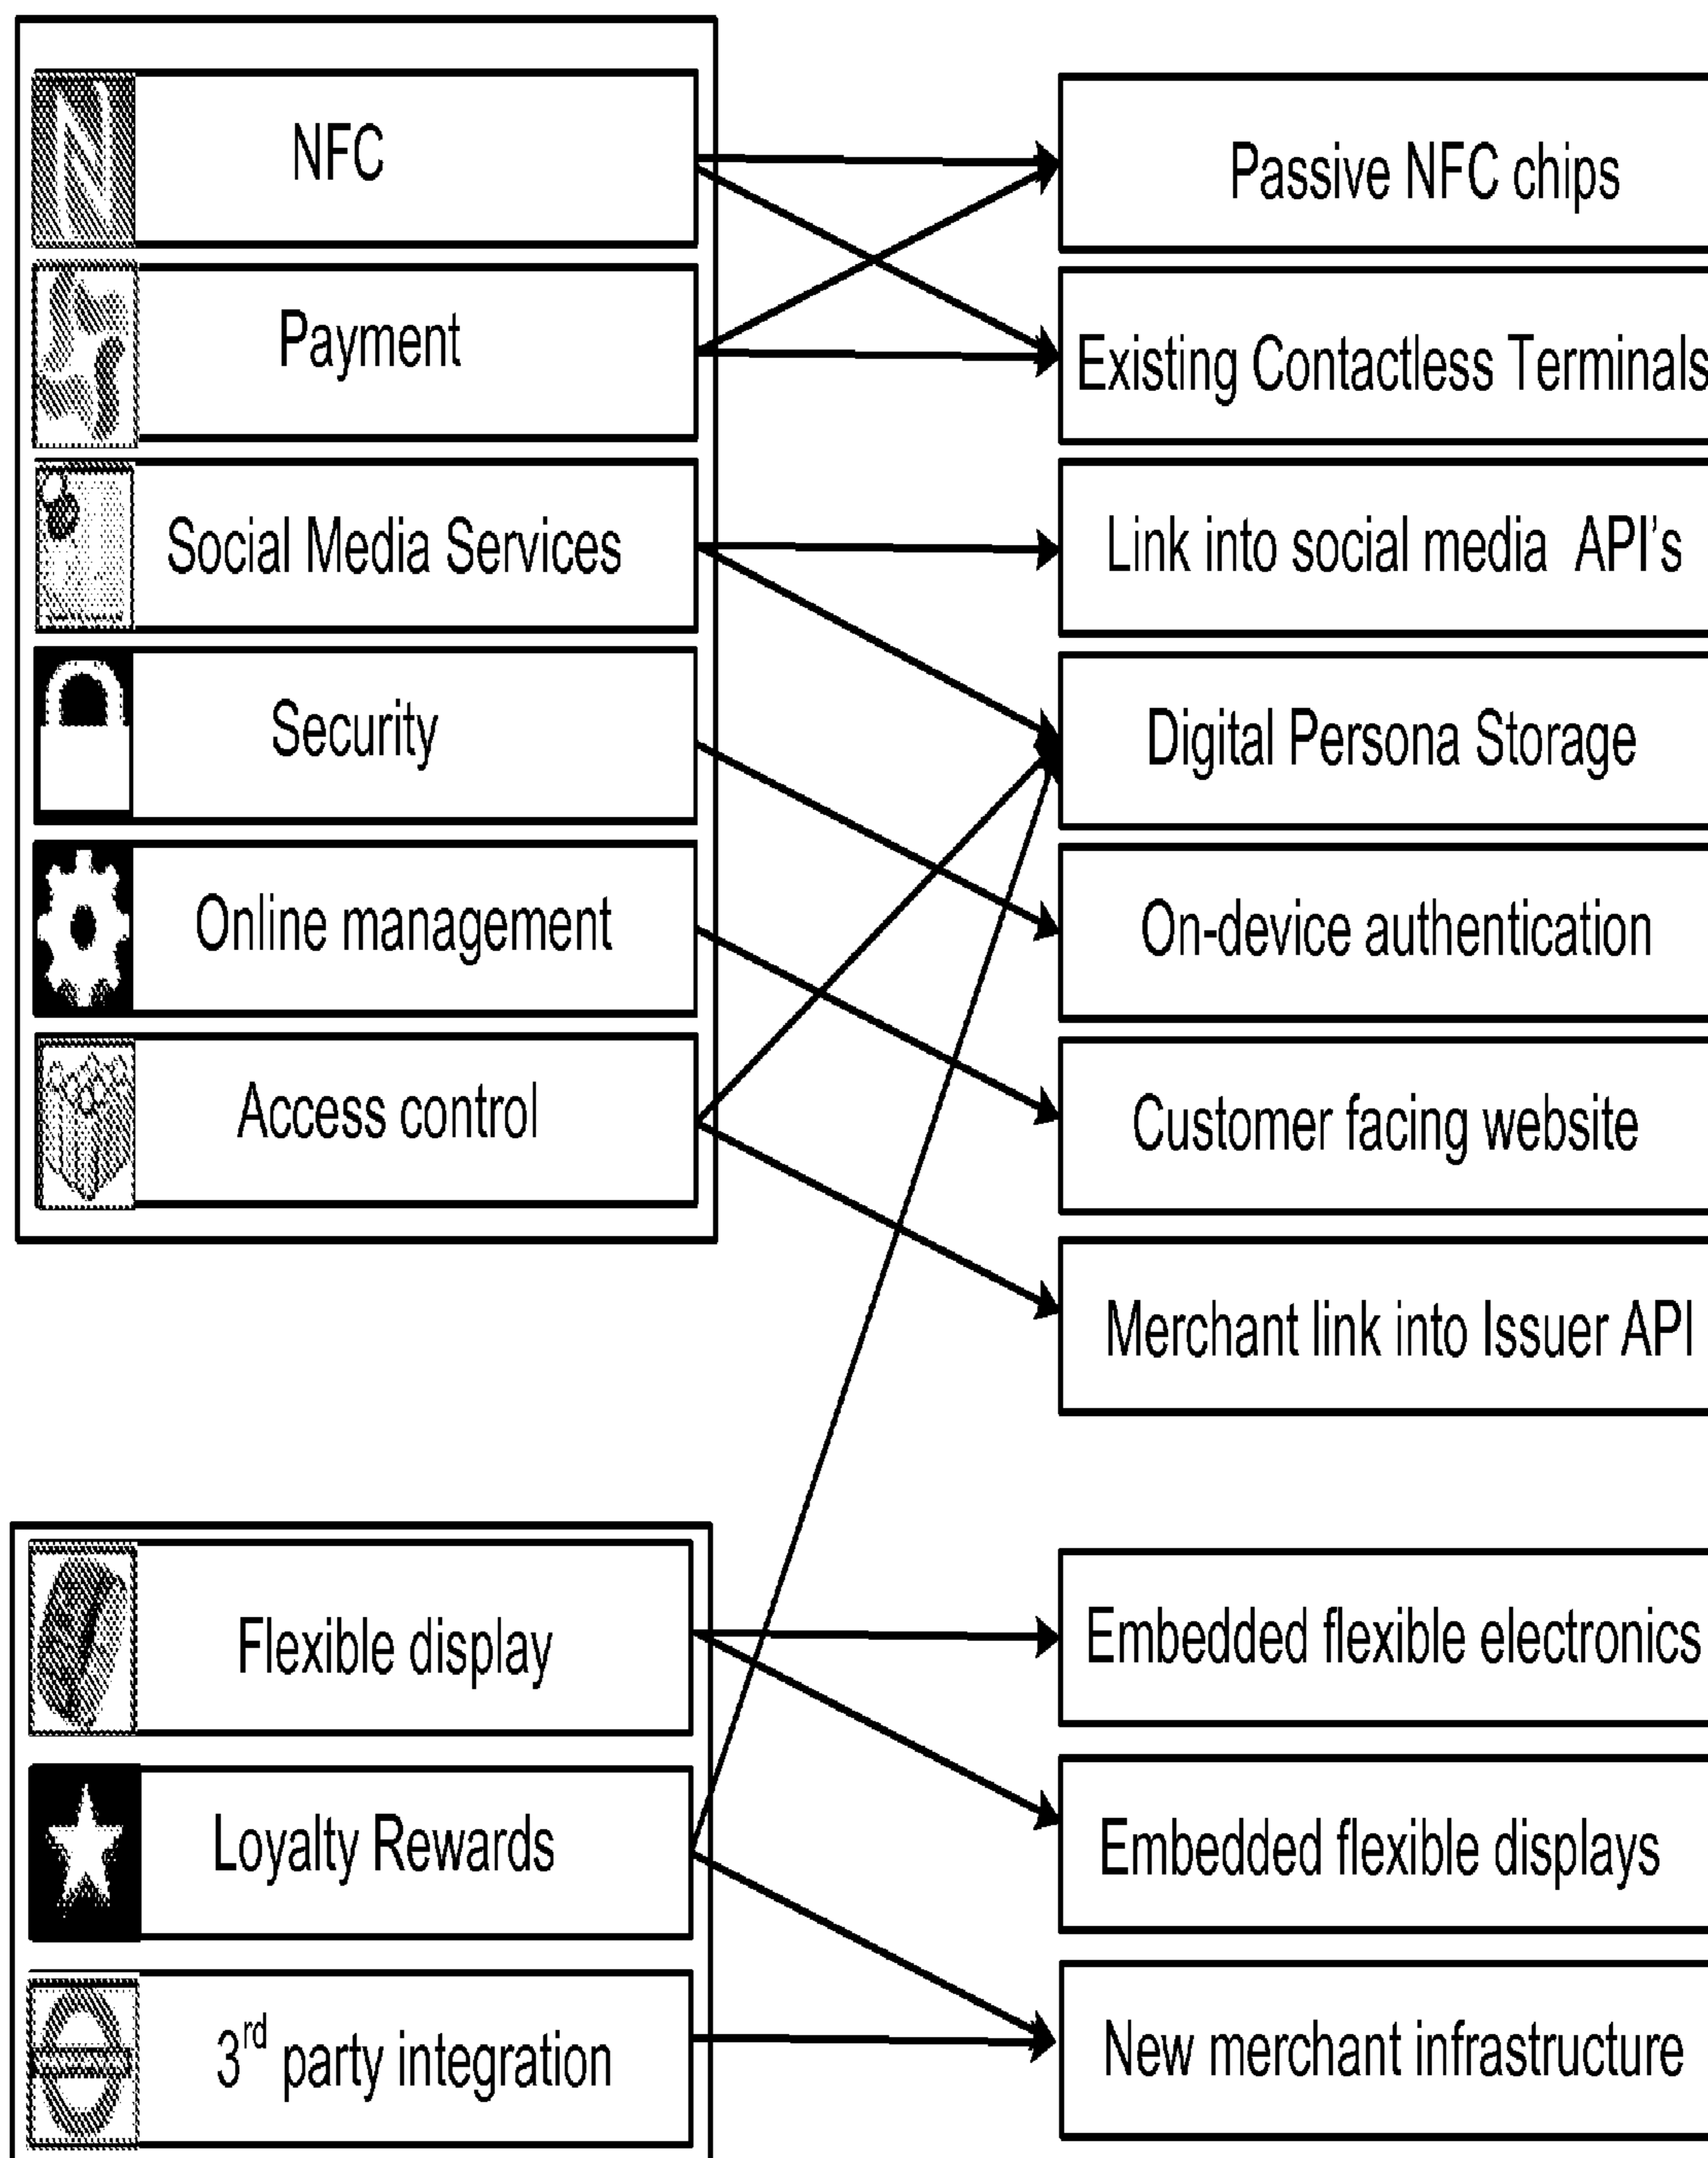 NFC
Payment
Social Media Services
Security
Online management
Access control
Passive NFC chips
Existing Contactless Terminals
Link into social media API's
Digital Persona Storage
On-device authentication
Customer facing website
Merchant link into Issuer API
Flexible display
Loyalty Rewards
3rd party integration
Embedded flexible electronics
Embedded flexible displays
New merchant infrastructure